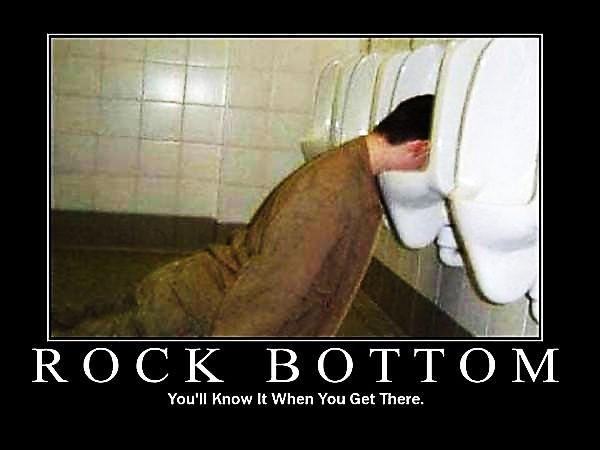 ROCK BOTTOM
You'll Know It When You Get There.